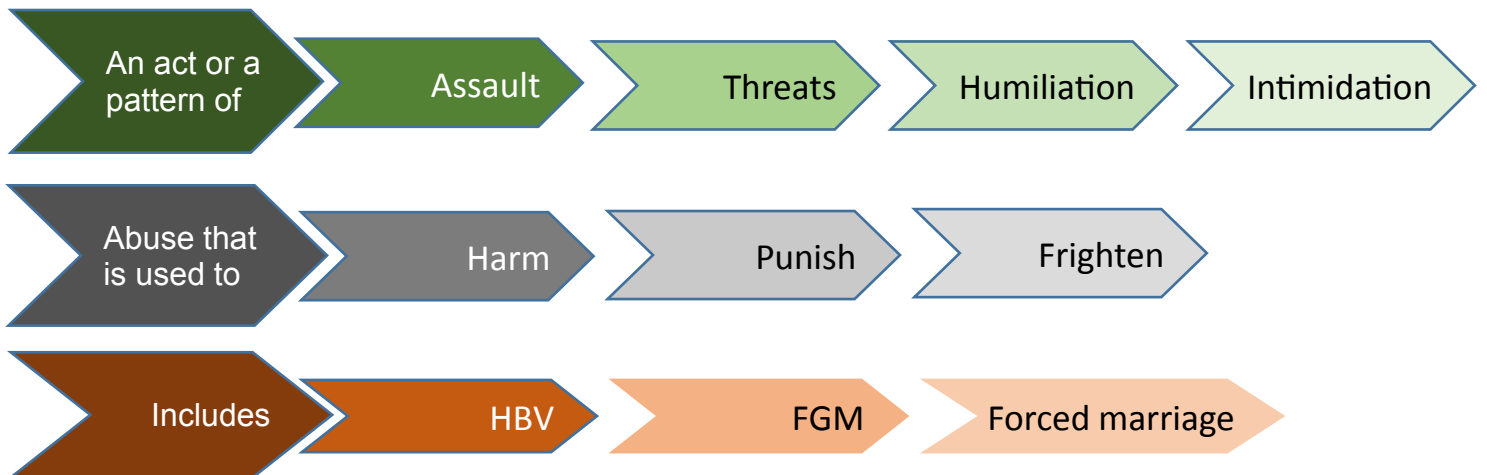 An act or a
pattern of
Assault
Threats
Humiliation
Intimidation
Abuse that
is used to
Harm
Punish
Frighten
Includes
HBV
FGM
Forced marriage